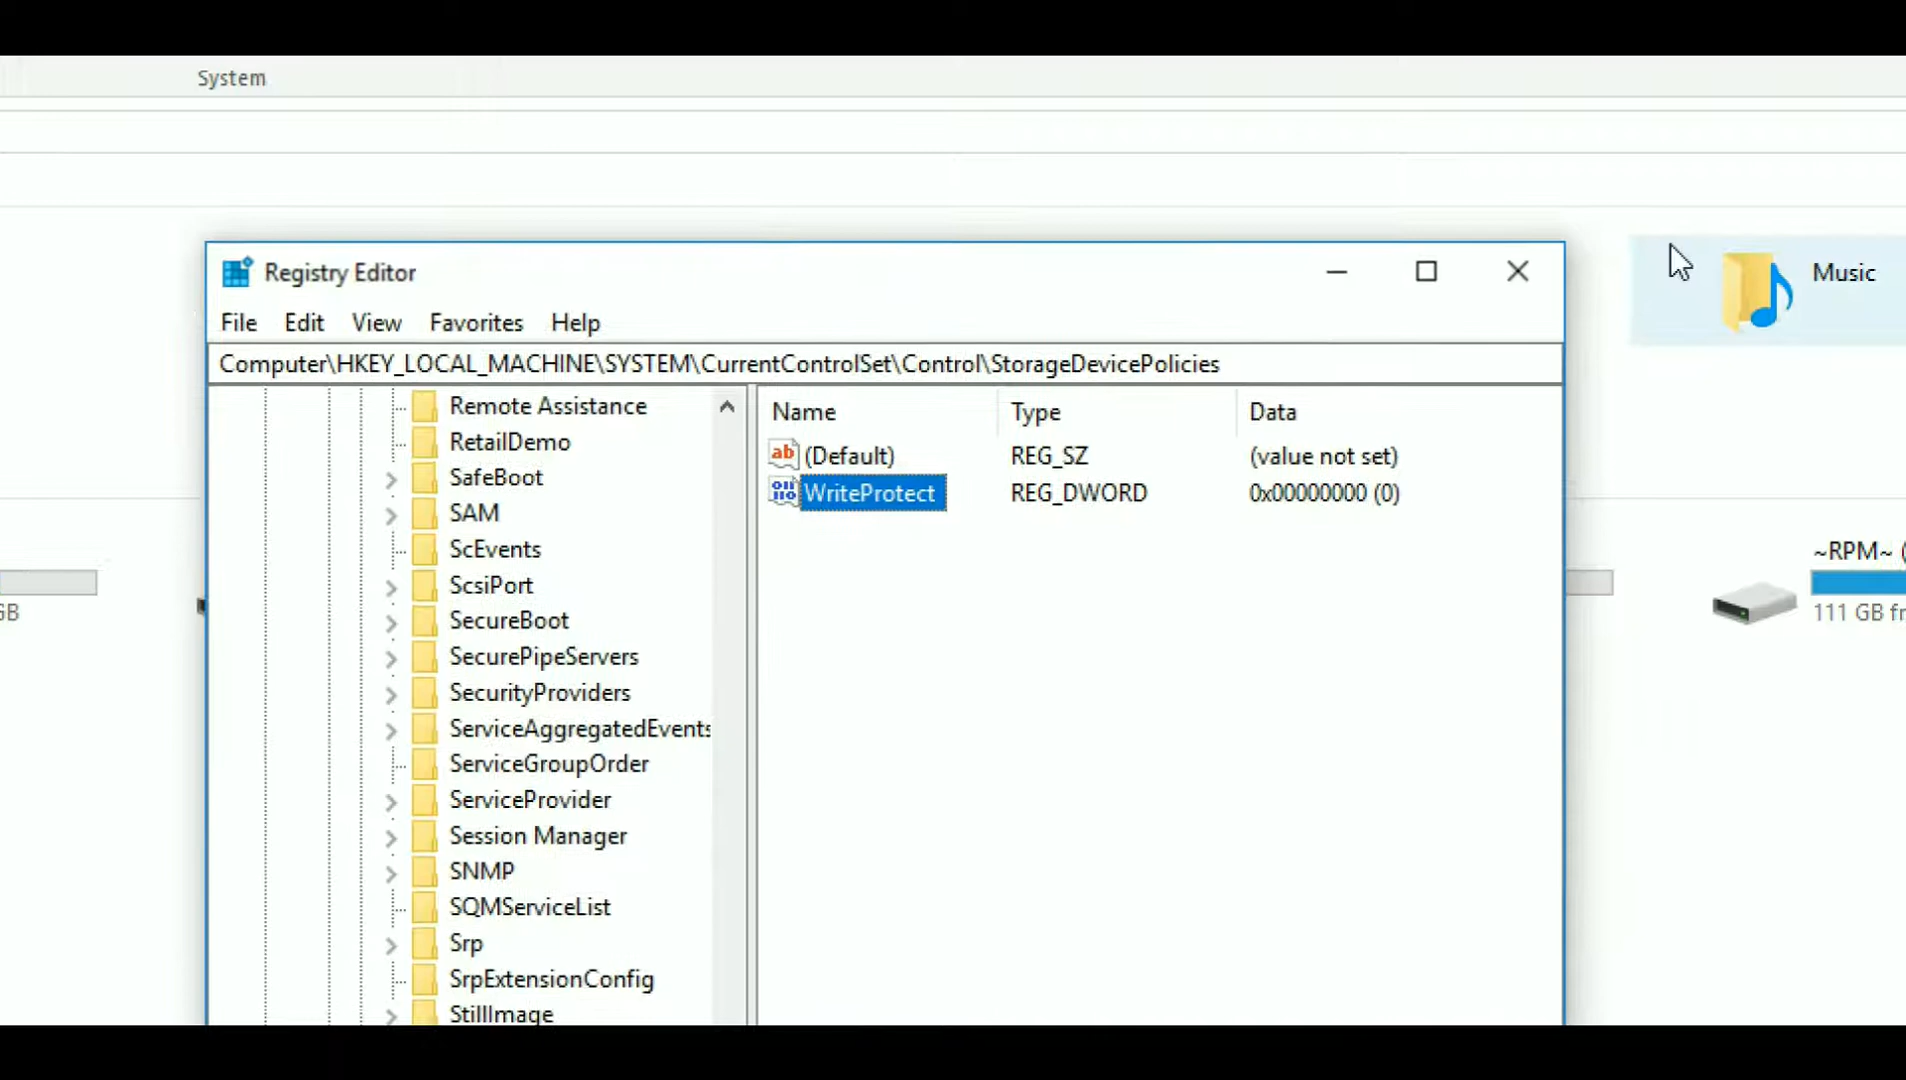 System
Registry Editor
File Edit View Favorites Help
Computer\HKEY_LOCAL_MACHINE\SYSTEM\CurrentControlSet\Control\StorageDevicePolicies
Remote Assistance
RetailDemo
SafeBoot
SAM
ScEvents
ScsiPort
SecureBoot
SecurePipeServers
SecurityProviders
ServiceAggregatedEvents
ServiceGroupOrder
ServiceProvider
Session Manager
SNMP
SQMServiceList
Srp
SrpExtensionConfig
StillImage
Name Type Data
(Default) REG_SZ (value not set)
WriteProtect REG_DWORD 0x00000000 (0)
Music
~RPM~ (
111 GB fr
GB